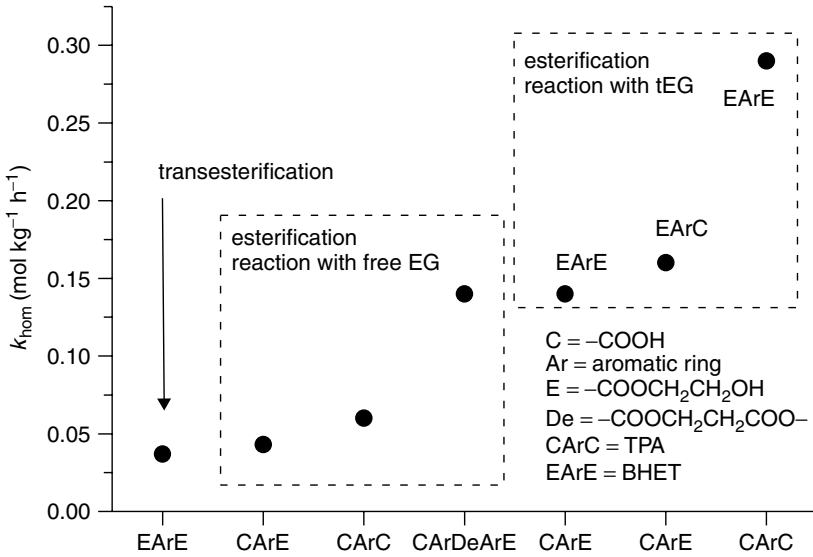 0.30
0.25
0.20
0.15
0.10
0.05
0.00
k_hom (mol kg⁻¹ h⁻¹)
transesterification
esterification
reaction with free EG
esterification
reaction with tEG
EArE
EArC
EArE
C = –COOH
Ar = aromatic ring
E = –COOCH₂CH₂OH
De = –COOCH₂CH₂COO–
CArC = TPA
EArE = BHET
EArE CArE CArC CArDeArE CArE CArE CArC